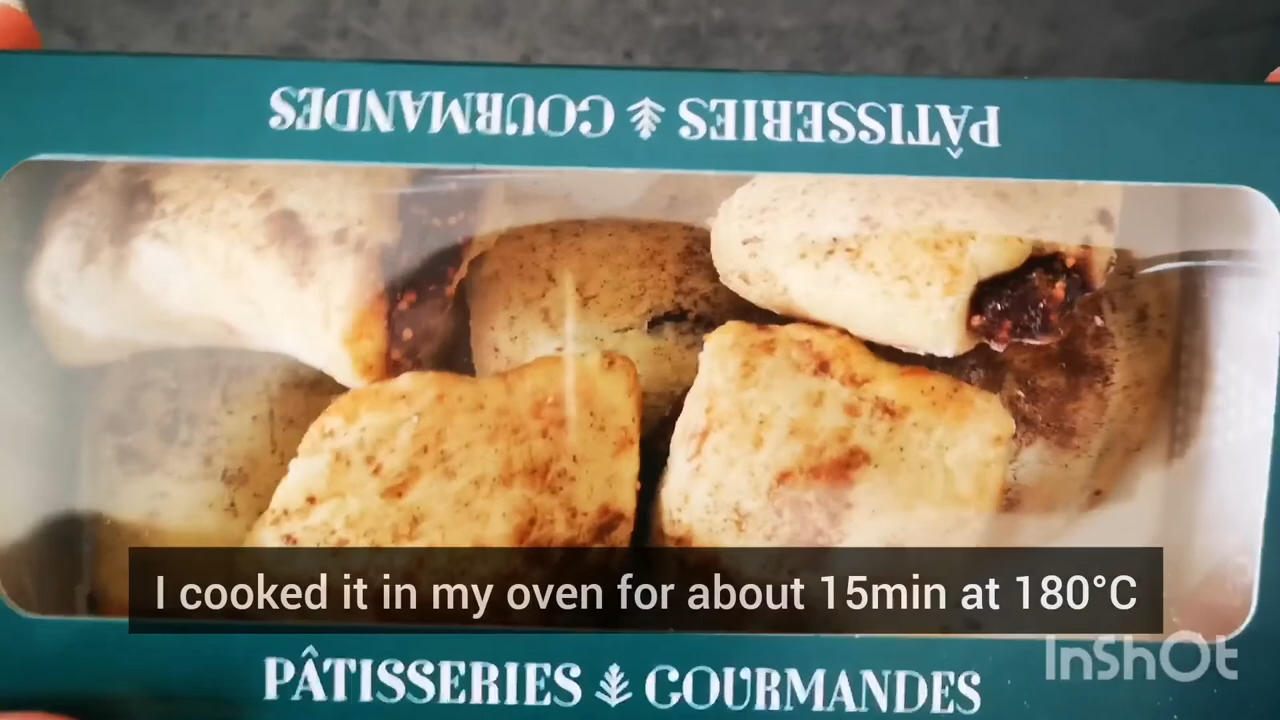 PÂTISSERIES GOURMANDES
I cooked it in my oven for about 15min at 180°C
InShOt
PÂTISSERIES GOURMANDES